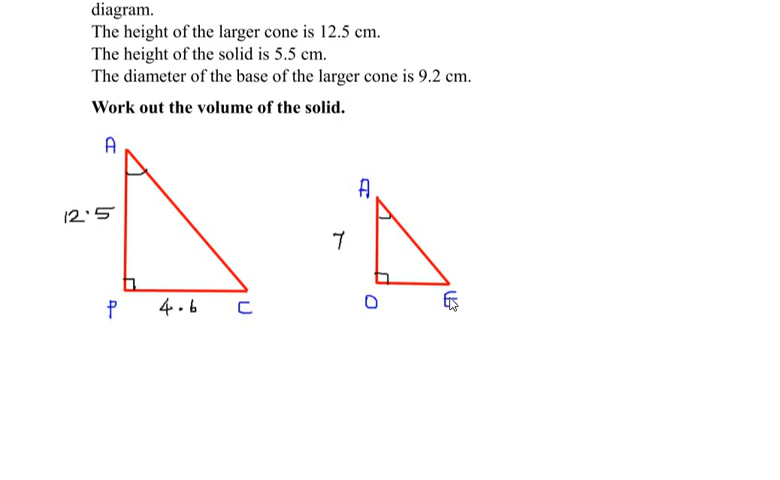 diagram.
The height of the larger cone is 12.5 cm.
The height of the solid is 5.5 cm.
The diameter of the base of the larger cone is 9.2 cm.
Work out the volume of the solid.
A
A
12.5
7
P
4.6
C
O
E